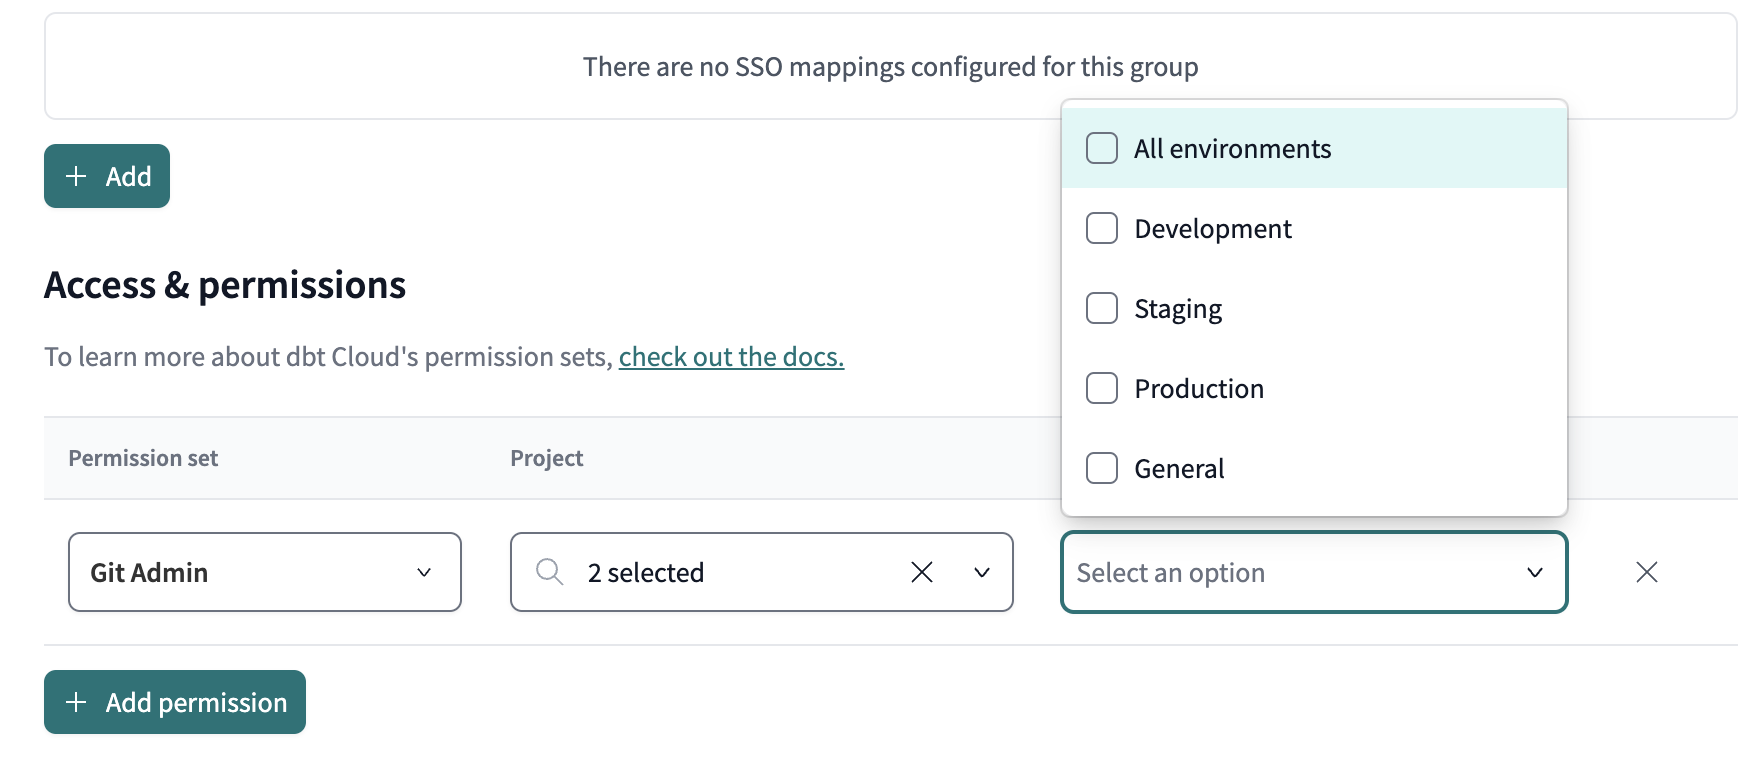 There are no SSO mappings configured for this group
Add
All environments
Development
Staging
Production
General
Access & permissions
To learn more about dbt Cloud's permission sets, check out the docs.
Permission set
Project
Git Admin
2 selected
Select an option
Add permission